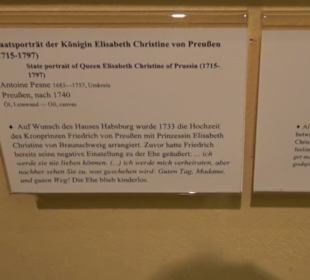 aatsporträt der Königin Elisabeth Christine von Preußen
1715-1797)
State portrait of Queen Elisabeth Christine of Prussia (1715-
1797)
Antoine Pesne 1683—1757, Umkreis
Preußen, nach 1740
Öl, Leinwand — Oil, canvas
♦ Auf Wunsch des Hauses Habsburg wurde 1733 die Hochzeit
des Kronprinzen Friedrich von Preußen mit Prinzessin Elisabeth
Christine von Braunschweig arrangiert. Zuvor hatte Friedrich
bereits seine negative Einstellung zu der Ehe geäußert: ... ich
werde sie nie lieben können. (...) ich werde mich verheiraten, aber
nachher sehen Sie zu, was geschehen wird: Guten Tag, Madame,
und guten Weg! Die Ehe blieb kinderlos.